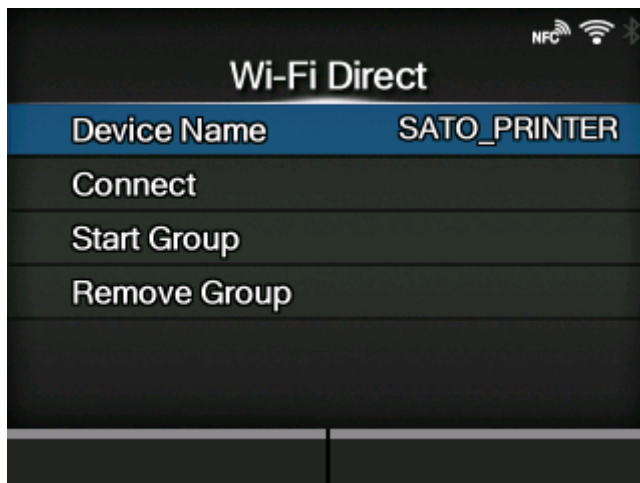 NFC
Wi-Fi Direct
Device Name SATO_PRINTER
Connect
Start Group
Remove Group